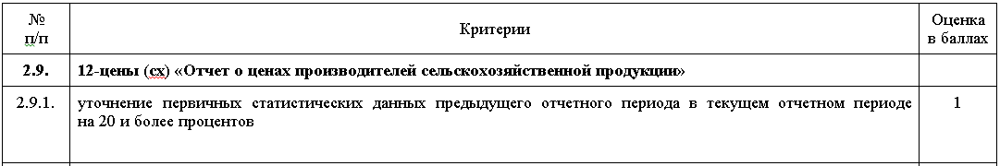 №
п/п
Критерии
Оценка
в баллах
2.9.
12-цены (сх) «Отчет о ценах производителей сельскохозяйственной продукции»
2.9.1.
уточнение первичных статистических данных предыдущего отчетного периода в текущем отчетном периоде
на 20 и более процентов
1